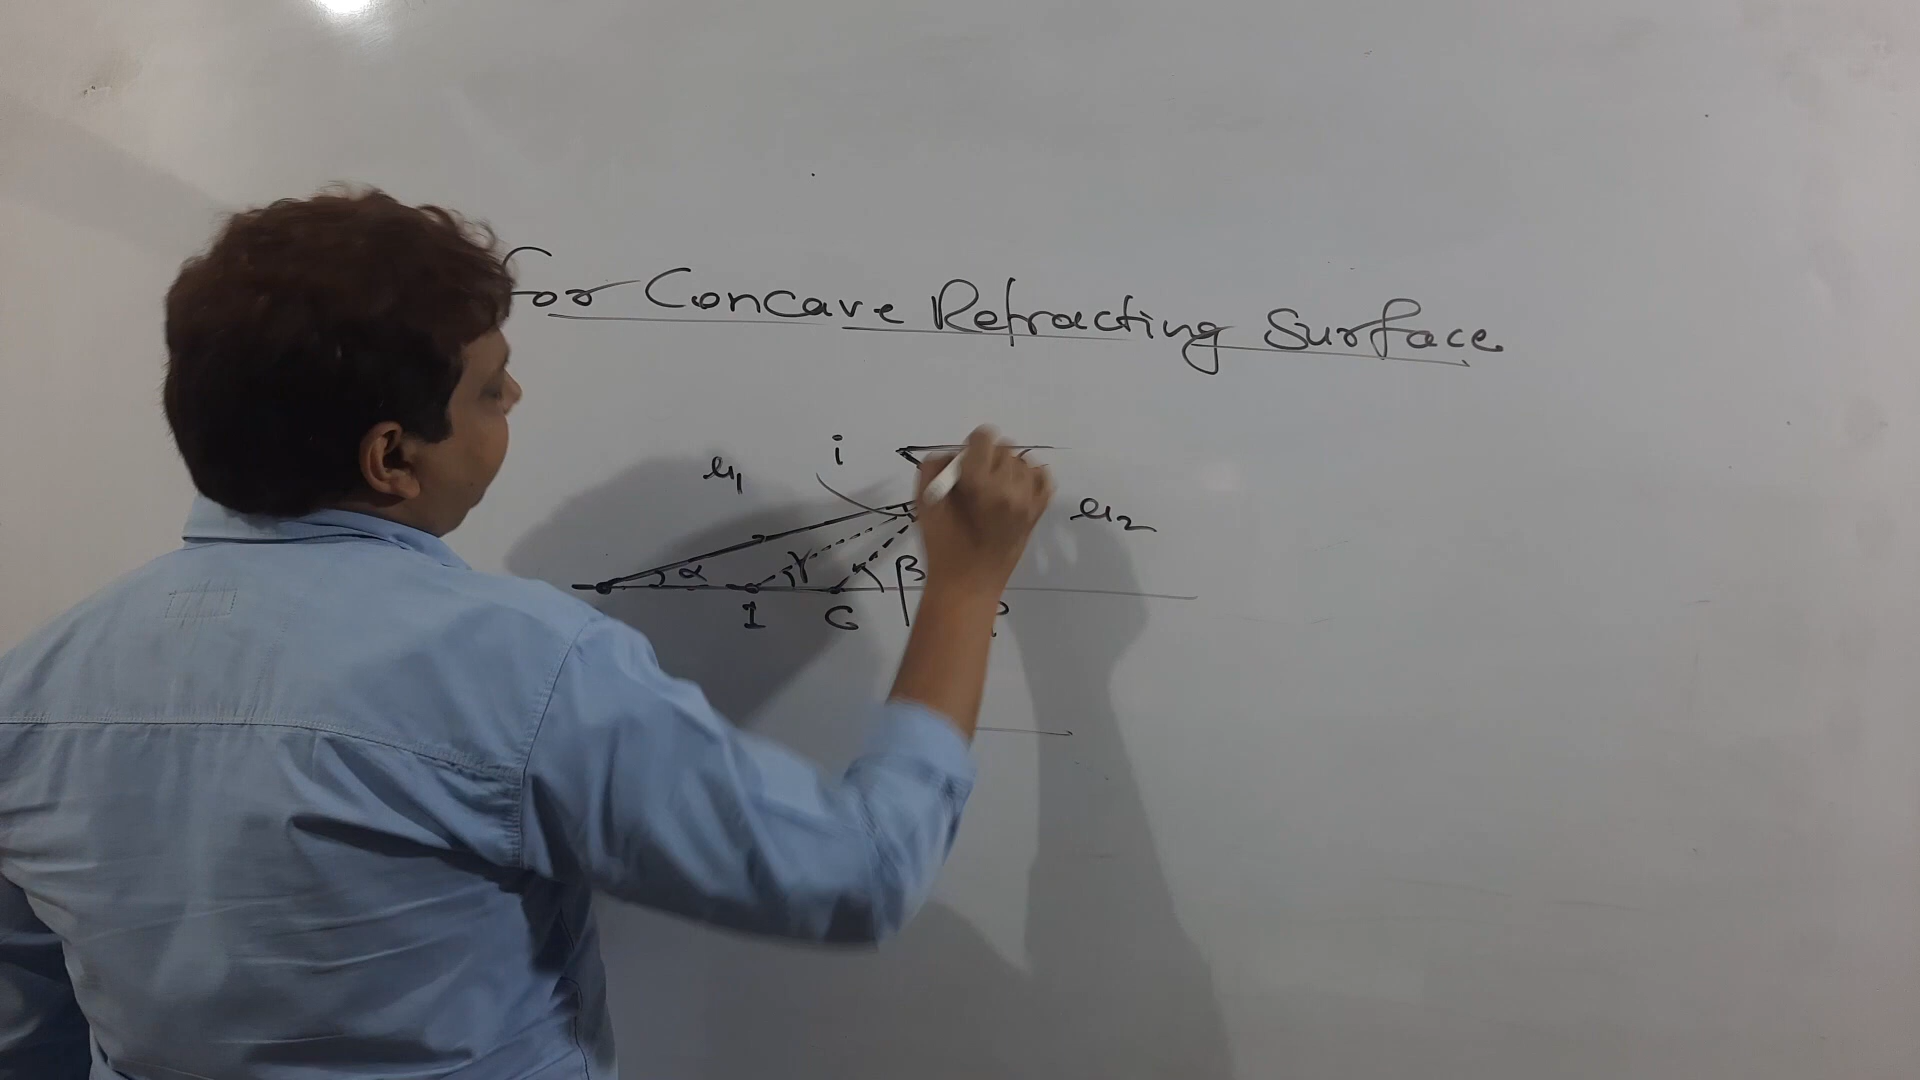 For Concave Refracting Surface
i
μ1
μ2
α γ β
I C P